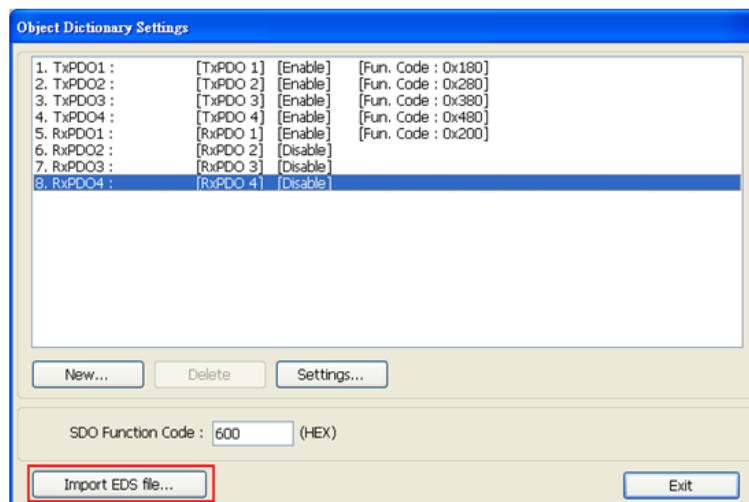 Object Dictionary Settings
1. TxPDO1 : [TxPDO 1] [Enable] [Fun. Code : 0x180]
2. TxPDO2 : [TxPDO 2] [Enable] [Fun. Code : 0x280]
3. TxPDO3 : [TxPDO 3] [Enable] [Fun. Code : 0x380]
4. TxPDO4 : [TxPDO 4] [Enable] [Fun. Code : 0x480]
5. RxPDO1 : [RxPDO 1] [Enable] [Fun. Code : 0x200]
6. RxPDO2 : [RxPDO 2] [Disable]
7. RxPDO3 : [RxPDO 3] [Disable]
8. RxPDO4 : [RxPDO 4] [Disable]
New... Delete Settings...
SDO Function Code : 600 (HEX)
Import EDS file... Exit